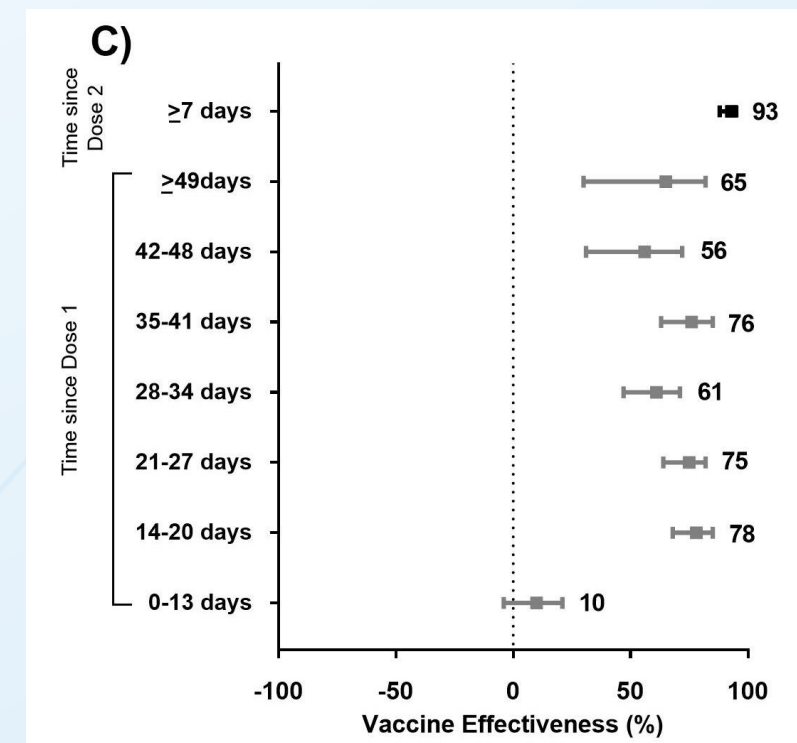 C)
Time since
Dose 2
≥7 days
93
≥49days
65
42-48 days
56
35-41 days
76
Time since Dose 1
28-34 days
61
21-27 days
75
14-20 days
78
0-13 days
10
-100 -50 0 50 100
Vaccine Effectiveness (%)